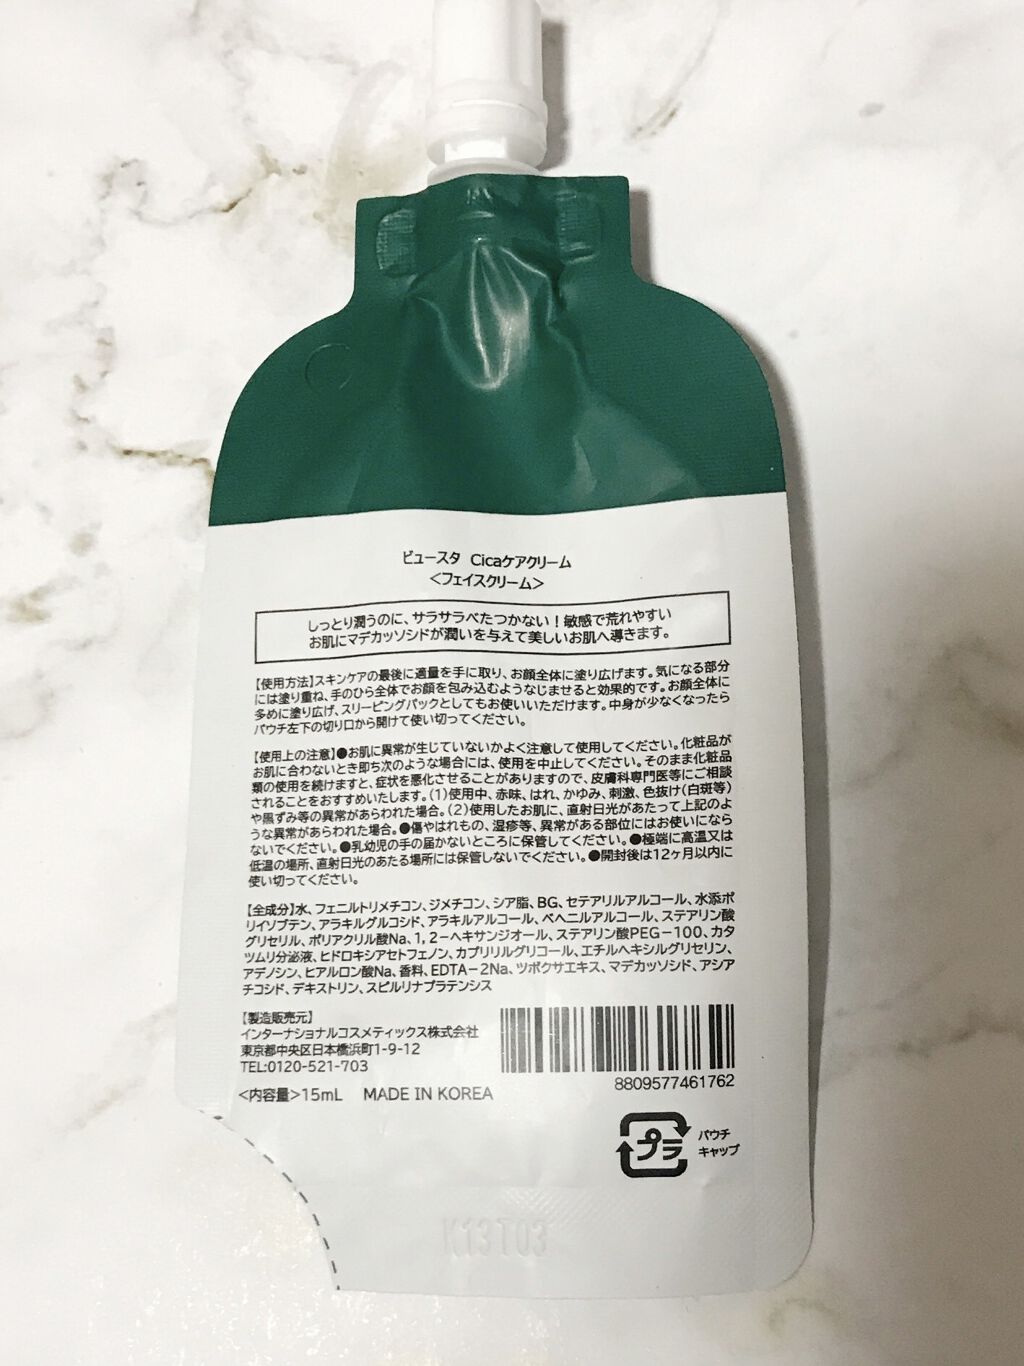 ビュースタ Cicaケアクリーム
<フェイスクリーム>
しっとり潤うのに、サラサラべたつかない!敏感で荒れやすい
お肌にマデカッソシドが潤いを与えて美しいお肌へ導きます。
【使用方法】スキンケアの最後に適量を手に取り、お顔全体に塗り広げます。気になる部分
には塗り重ね、手のひら全体でお顔を包み込むようなじませると効果的です。お顔全体に
多めに塗り広げ、スリーピングパックとしてもお使いいただけます。中身が少なくなったら
パウチ左下の切り口から開けて使い切ってください。
【使用上の注意】●お肌に異常が生じていないかよく注意して使用してください。化粧品が
お肌に合わないとき即ち次のような場合には、使用を中止してください。そのまま化粧品
類の使用を続けますと、症状を悪化させることがありますので、皮膚科専門医等にご相談
されることをおすすめいたします。(1)使用中、赤味、はれ、かゆみ、刺激、色抜け(白斑等)
や黒ずみ等の異常があらわれた場合。(2)使用したお肌に、直射日光があたって上記のよ
うな異常があらわれた場合。●傷やはれもの、湿疹等、異常がある部位にはお使いになら
ないでください。●乳幼児の手の届かないところに保管してください。●極端に高温又は
低温の場所、直射日光のあたる場所には保管しないでください。●開封後は12ヶ月以内に
使い切ってください。
【全成分】水、フェニルトリメチコン、ジメチコン、シア脂、BG、セテアリルアルコール、水添ポ
リイソブテン、アラキルグルコシド、アラキルアルコール、ベヘニルアルコール、ステアリン酸
グリセリル、ポリアクリル酸Na、1,2-ヘキサンジオール、ステアリン酸PEG-100、カタ
ツムリ分泌液、ヒドロキシアセトフェノン、カプリリルグリコール、エチルヘキシルグリセリン、
アデノシン、ヒアルロン酸Na、香料、EDTA-2Na、ツボクサエキス、マデカッソシド、アシア
チコシド、デキストリン、スピルリナプラテンシス
【製造販売元】
インターナショナルコスメティックス株式会社
東京都中央区日本橋浜町1-9-12
TEL:0120-521-703
<内容量>15mL MADE IN KOREA
8809577461762
プラ
パウチ
キャップ
K13T03